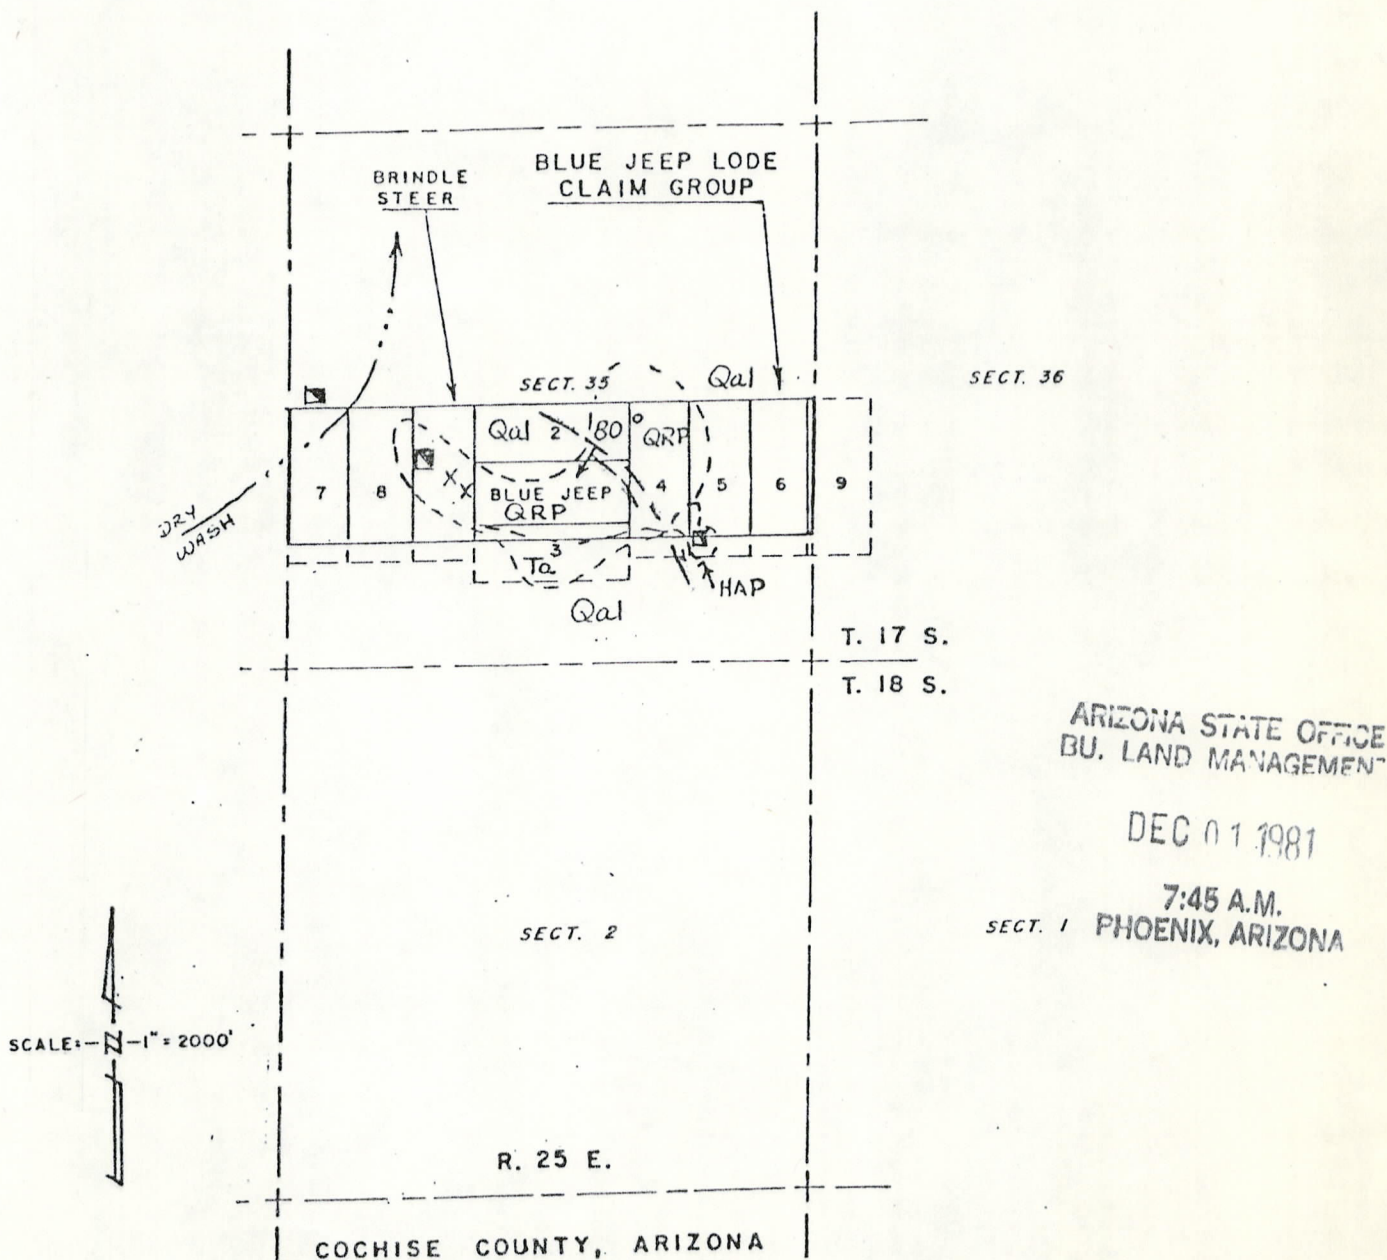 BLUE JEEP LODE
CLAIM GROUP
BRINDLE
STEER
SECT. 35
Qal
SECT. 36
Qal 2 180 QRP
7 8 4 5 6 9
BLUE JEEP
QRP
DRY
WASH
3
Ta
HAP
Qal
T. 17 S.
T. 18 S.
ARIZONA STATE OFFICE
BU. LAND MANAGEMENT
DEC 01 1981
7:45 A.M.
PHOENIX, ARIZONA
SECT. 2
SECT. 1
SCALE:-N-1"=2000'
R. 25 E.
COCHISE COUNTY, ARIZONA